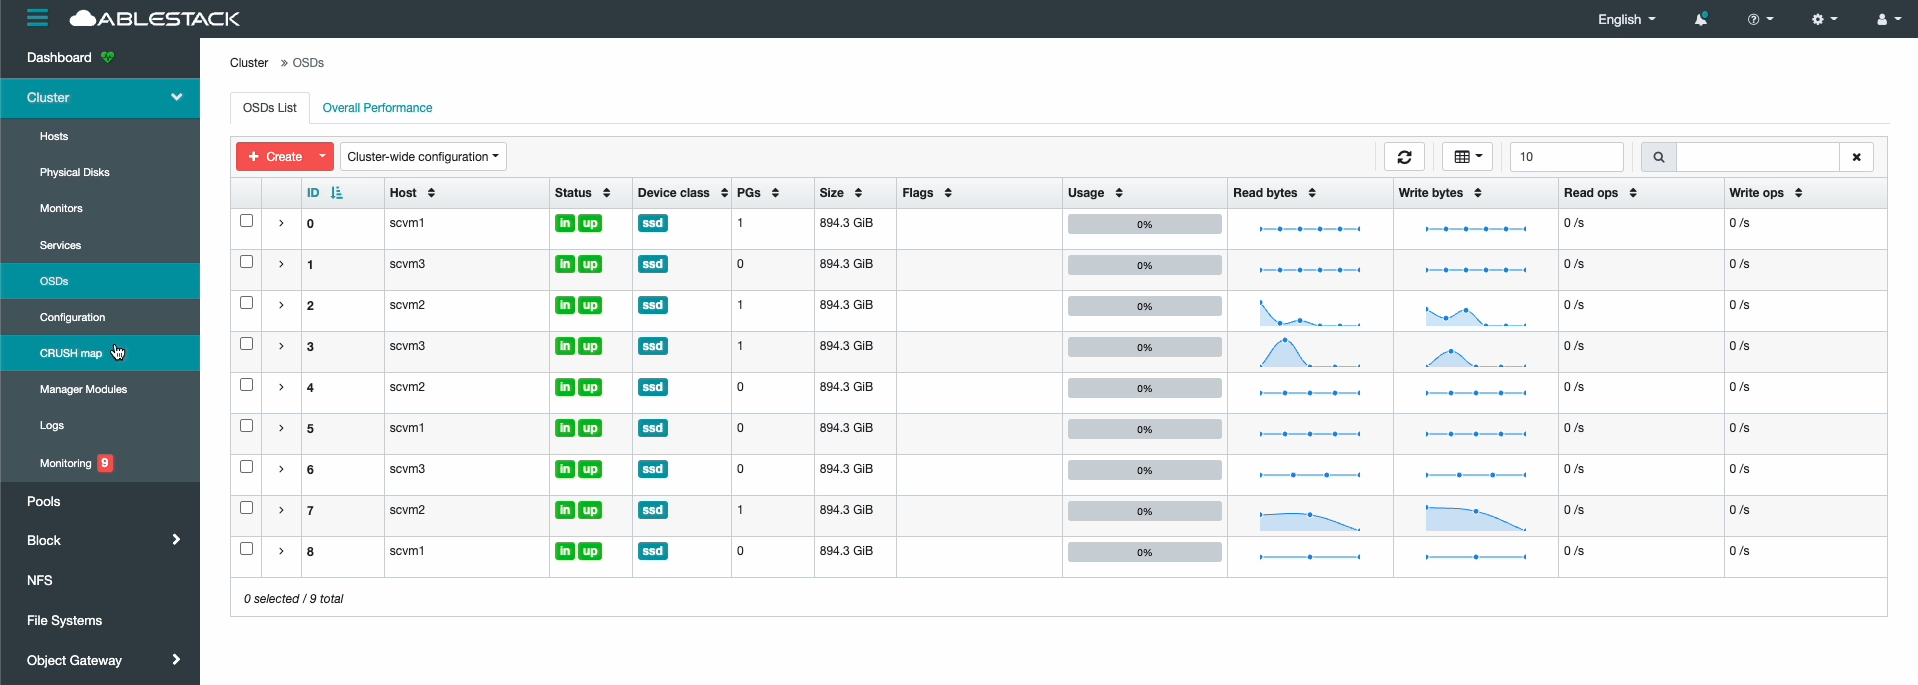 ABLESTACK
English
Dashboard
Cluster
Hosts
Physical Disks
Monitors
Services
OSDs
Configuration
CRUSH map
Manager Modules
Logs
Monitoring 9
Pools
Block
NFS
File Systems
Object Gateway
Cluster » OSDs
OSDs List Overall Performance
+ Create Cluster-wide configuration 10
ID Host Status Device class PGs Size Flags Usage Read bytes Write bytes Read ops Write ops
0 scvm1 in up ssd 1 894.3 GiB 0% 0 /s 0 /s
1 scvm3 in up ssd 0 894.3 GiB 0% 0 /s 0 /s
2 scvm2 in up ssd 1 894.3 GiB 0% 0 /s 0 /s
3 scvm3 in up ssd 1 894.3 GiB 0% 0 /s 0 /s
4 scvm2 in up ssd 0 894.3 GiB 0% 0 /s 0 /s
5 scvm1 in up ssd 0 894.3 GiB 0% 0 /s 0 /s
6 scvm3 in up ssd 0 894.3 GiB 0% 0 /s 0 /s
7 scvm2 in up ssd 1 894.3 GiB 0% 0 /s 0 /s
8 scvm1 in up ssd 0 894.3 GiB 0% 0 /s 0 /s
0 selected / 9 total